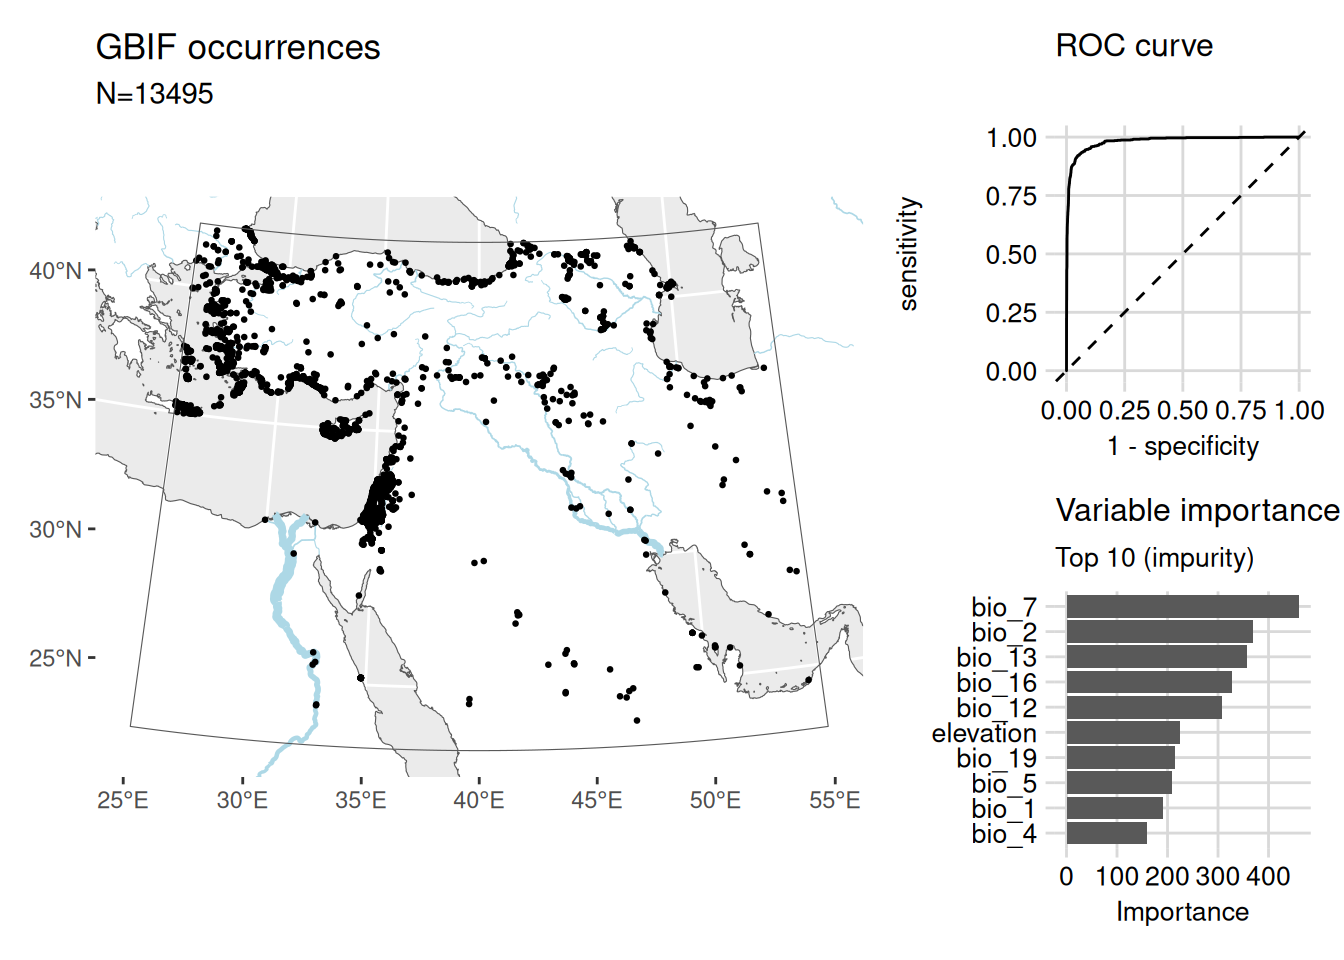 GBIF occurrences
N=13495
40°N
35°N
30°N
25°N
25°E 30°E 35°E 40°E 45°E 50°E 55°E
ROC curve
sensitivity
1.00
0.75
0.50
0.25
0.00
0.00 0.25 0.50 0.75 1.00
1 - specificity
Variable importance
Top 10 (impurity)
bio_7
bio_2
bio_13
bio_16
bio_12
elevation
bio_19
bio_5
bio_1
bio_4
0 100 200 300 400
Importance